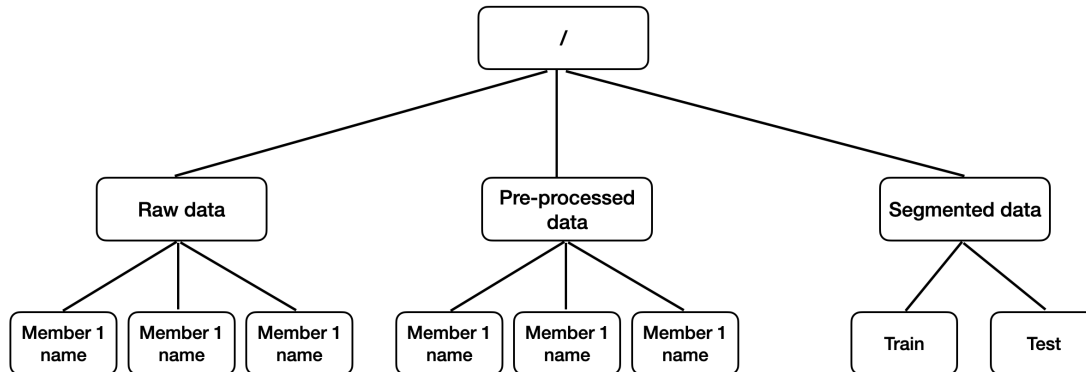 /
Raw data
Pre-processed
data
Segmented data
Member 1
name
Member 1
name
Member 1
name
Member 1
name
Member 1
name
Member 1
name
Train
Test